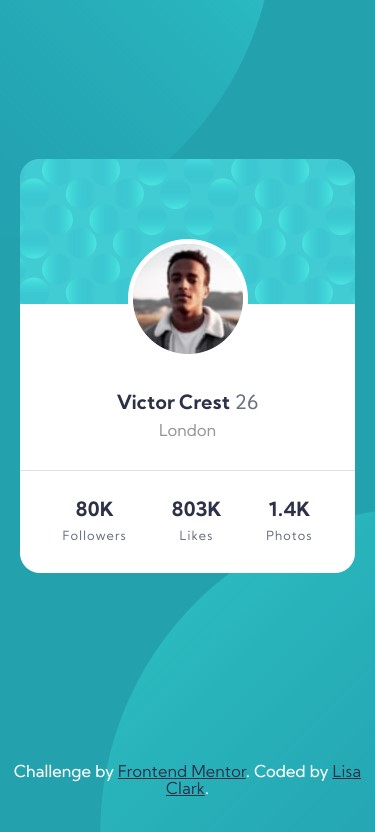 Victor Crest 26
London
80K 803K 1.4K
Followers Likes Photos
Challenge by Frontend Mentor. Coded by Lisa
Clark.